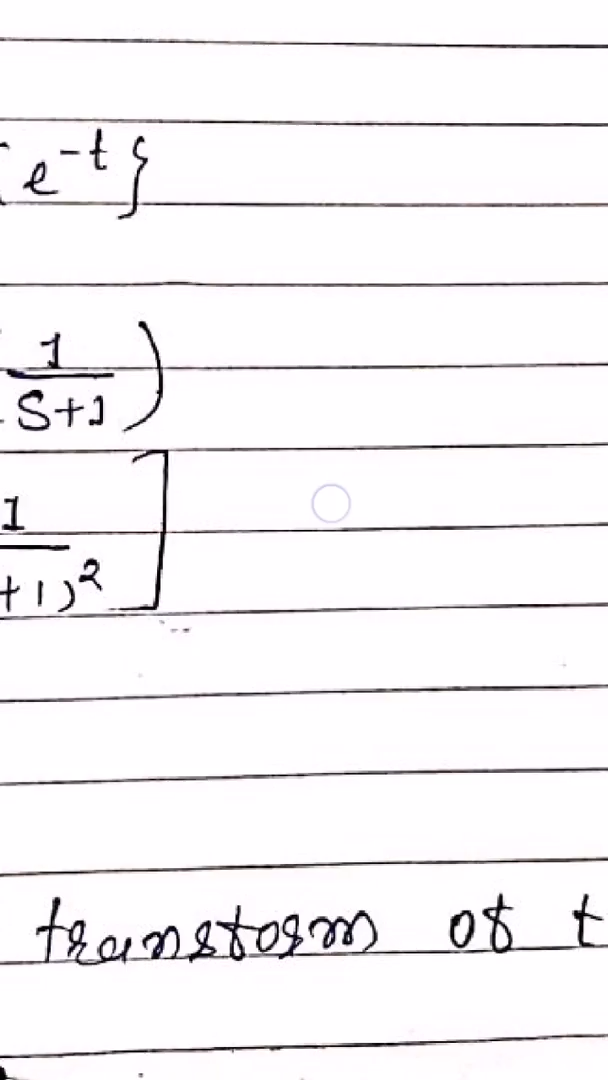 e^{-t}}
1/(S+1))
1/(+1)^2]
transform of t